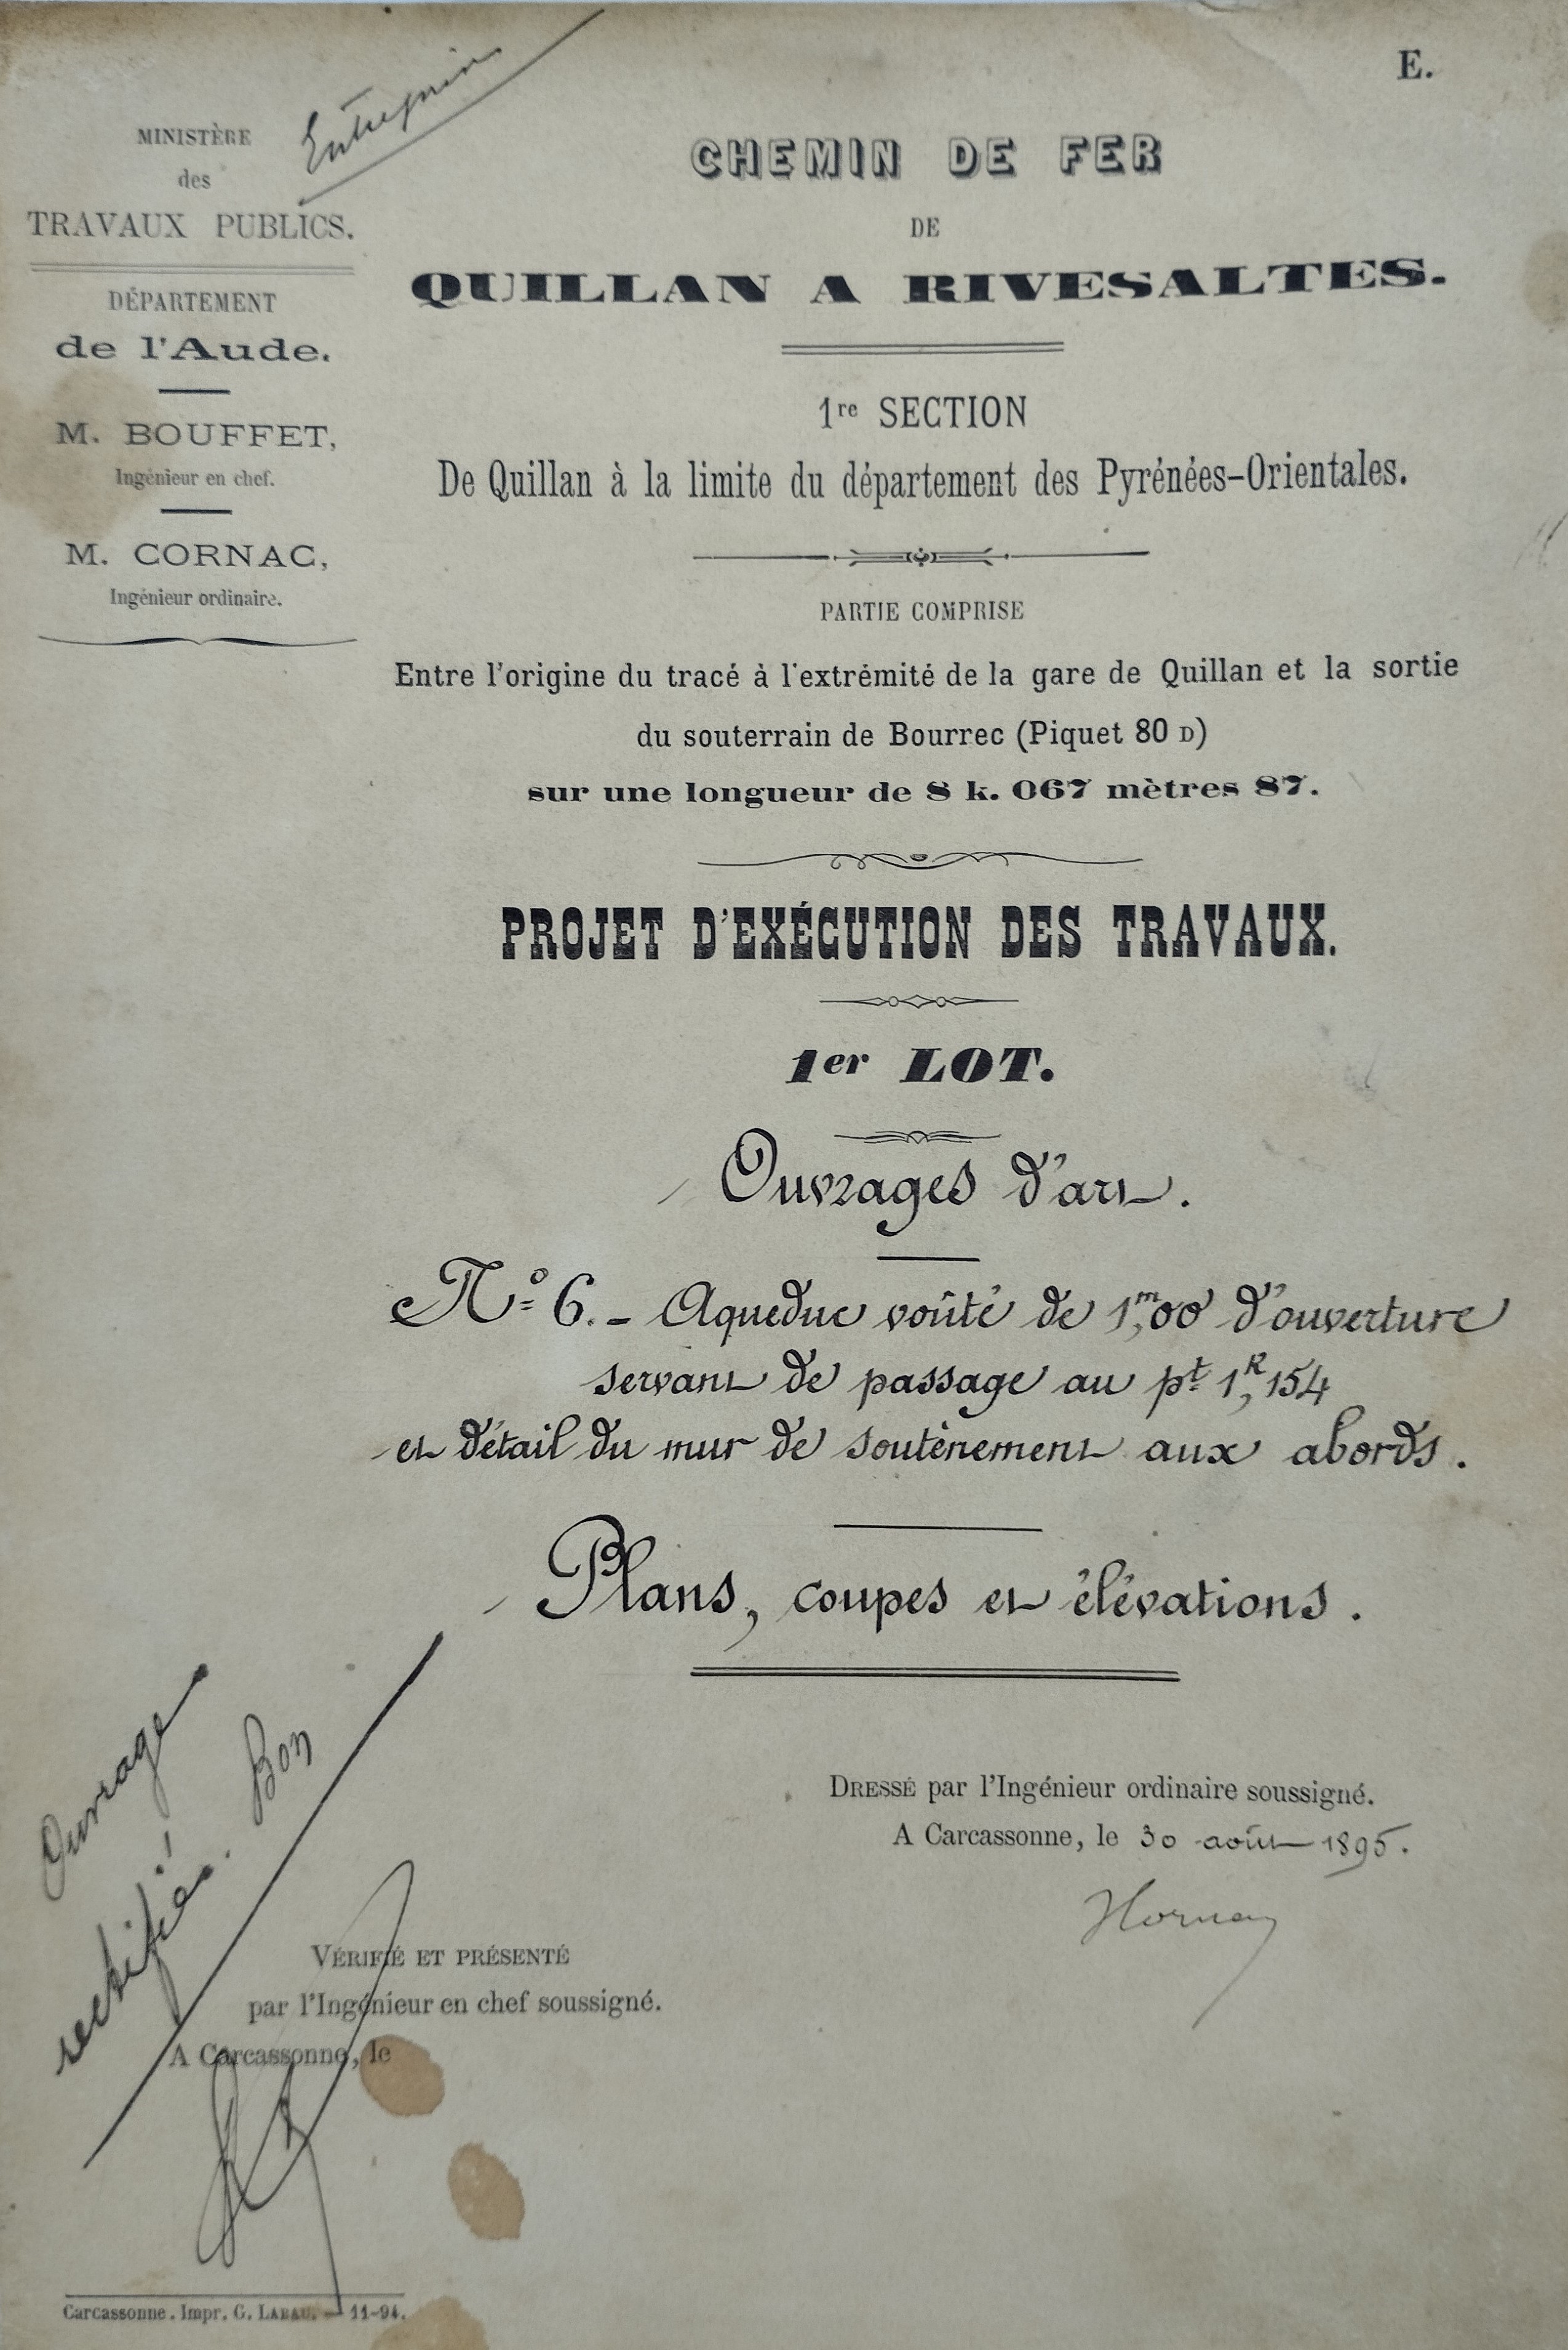 E.
Entreprise
MINISTÈRE
des
TRAVAUX PUBLICS.
DÉPARTEMENT
de l'Aude.
M. BOUFFET,
Ingénieur en chef.
M. CORNAC,
Ingénieur ordinaire.
CHEMIN DE FER
DE
QUILLAN A RIVESALTES.
1re SECTION
De Quillan à la limite du département des Pyrénées-Orientales.
PARTIE COMPRISE
Entre l'origine du tracé à l'extrémité de la gare de Quillan et la sortie
du souterrain de Bourrec (Piquet 80 D)
sur une longueur de 8 k. 067 mètres 87.
PROJET D'EXÉCUTION DES TRAVAUX.
1er LOT.
Ouvrages d'art.
N° 6. - Aqueduc voûté de 1,m00 d'ouverture
servant de passage au pt 1,K154
et détail du mur de soutènement aux abords.
Plans, coupes et élévations.
Ouvrage
rectifié. Bon
DRESSÉ par l'Ingénieur ordinaire soussigné.
A Carcassonne, le 30 août 1895.
VÉRIFIÉ ET PRÉSENTÉ
par l'Ingénieur en chef soussigné.
A Carcassonne, le
Carcassonne. Impr. G. LABAU. — 11-94.